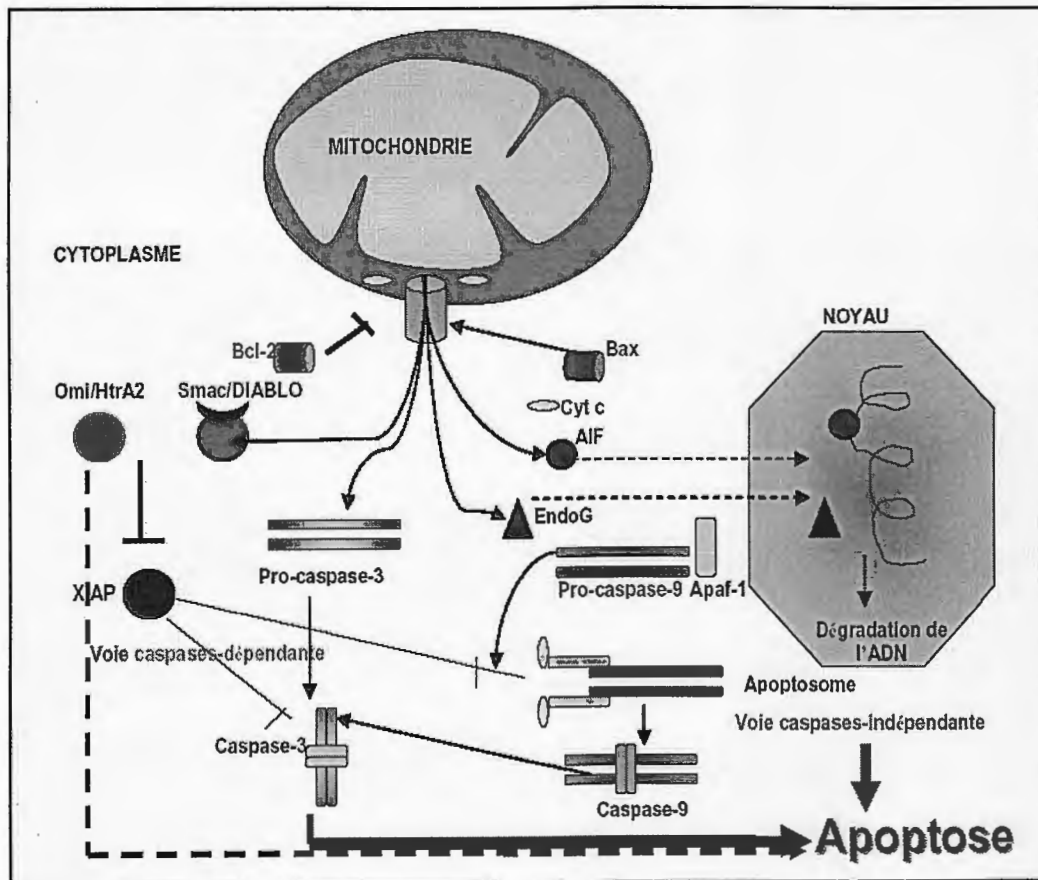 MITOCHONDRIE
CYTOPLASME
NOYAU
Bcl-2
Bax
Omi/HtrA2
Smac/DIABLO
Cyt c
AIF
EndoG
Pro-caspase-3
Pro-caspase-9 Apaf-1
XIAP
Dégradation de
l'ADN
Voie caspases-dépendante
Apoptosome
Voie caspases-indépendante
Caspase-3
Caspase-9
Apoptose